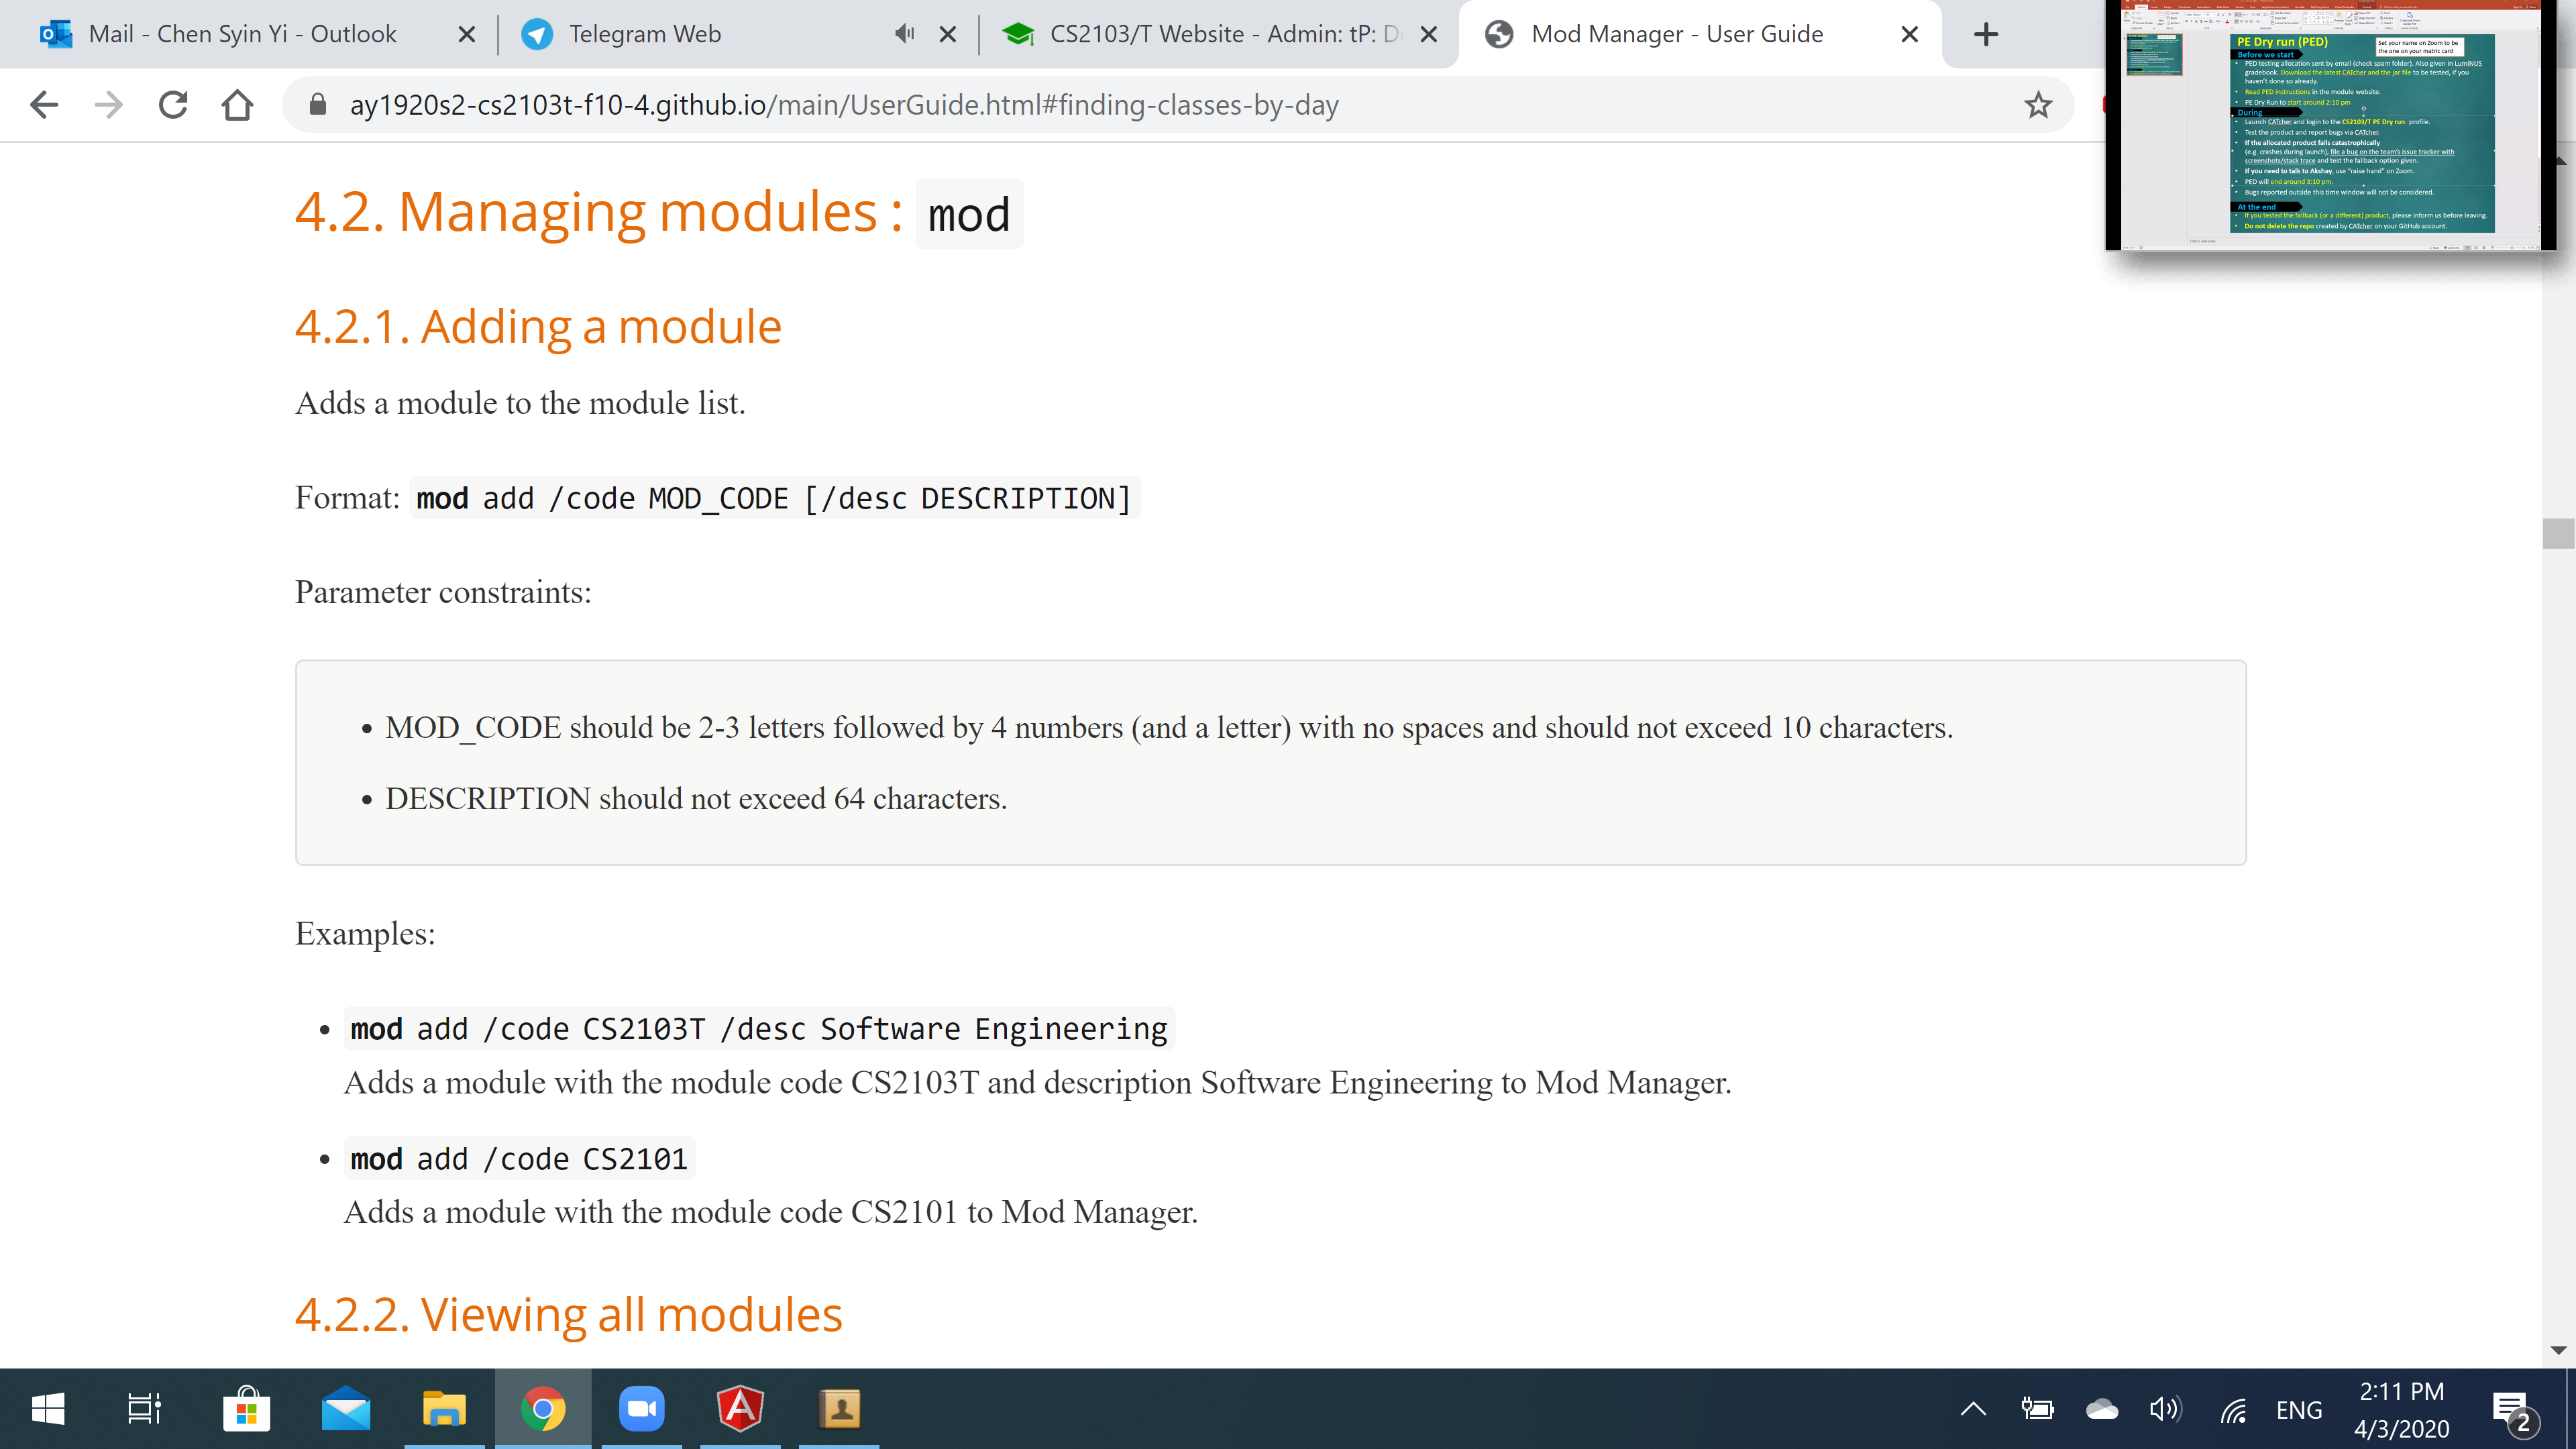 Mail - Chen Syin Yi - Outlook
Telegram Web
CS2103/T Website - Admin: tP: D
Mod Manager - User Guide
ay1920s2-cs2103t-f10-4.github.io/main/UserGuide.html#finding-classes-by-day
PE Dry run (PED)
Set your name on Zoom to be
the one on your matric card
Before we start
• PED testing allocation sent by email (check spam folder). Also given in LumiNUS
gradebook. Download the latest CATcher and the jar file to be tested, if you
haven't done so already.
• Read PED instructions in the module website.
• PE Dry Run to start around 2:10 pm
During
• Launch CATcher and login to the CS2103/T PE Dry run profile.
• Test the product and report bugs via CATcher.
• If the allocated product fails catastrophically
(e.g. crashes during launch), file a bug on the team's issue tracker with
screenshots/stack trace and test the fallback option given.
• If you need to talk to Akshay, use "raise hand" on Zoom.
• PED will end around 3:10 pm.
• Bugs reported outside this time window will not be considered.
At the end
• If you tested the fallback (or a different) product, please inform us before leaving.
• Do not delete the repo created by CATcher on your GitHub account.
4.2. Managing modules : mod
4.2.1. Adding a module
Adds a module to the module list.
Format: mod add /code MOD_CODE [/desc DESCRIPTION]
Parameter constraints:
• MOD_CODE should be 2-3 letters followed by 4 numbers (and a letter) with no spaces and should not exceed 10 characters.
• DESCRIPTION should not exceed 64 characters.
Examples:
• mod add /code CS2103T /desc Software Engineering
Adds a module with the module code CS2103T and description Software Engineering to Mod Manager.
• mod add /code CS2101
Adds a module with the module code CS2101 to Mod Manager.
4.2.2. Viewing all modules
ENG
2:11 PM
4/3/2020
2